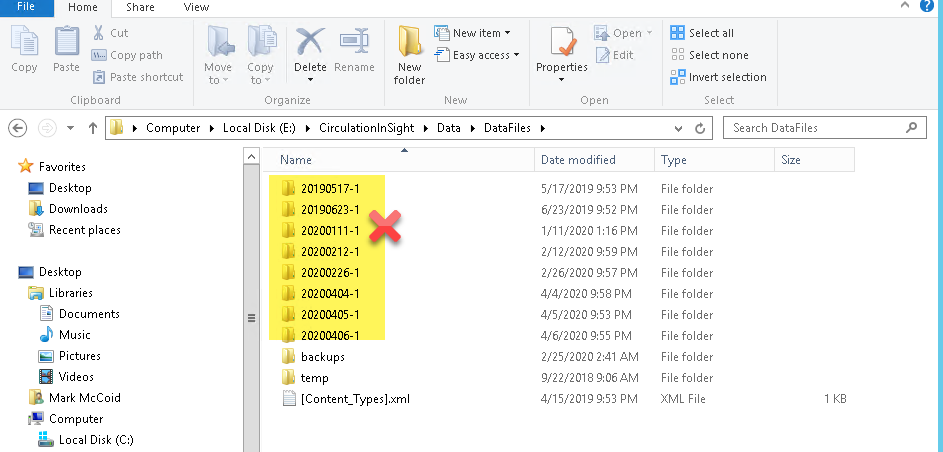 File Home Share View
Copy Paste Cut Copy path Paste shortcut Move to Copy to Delete Rename New folder New item Easy access Properties Open Edit Select all Select none Invert selection
Clipboard Organize New Open Select
Computer Local Disk (E:) CirculationInSight Data DataFiles Search DataFiles
Name Date modified Type Size
Favorites
Desktop
Downloads
Recent places
Desktop
Libraries
Documents
Music
Pictures
Videos
Mark McCoid
Computer
Local Disk (C:)
20190517-1 5/17/2019 9:53 PM File folder
20190623-1 6/23/2019 9:52 PM File folder
20200111-1 1/11/2020 1:16 PM File folder
20200212-1 2/12/2020 9:59 PM File folder
20200226-1 2/26/2020 9:57 PM File folder
20200404-1 4/4/2020 9:58 PM File folder
20200405-1 4/5/2020 9:53 PM File folder
20200406-1 4/6/2020 9:55 PM File folder
backups 2/25/2020 2:41 AM File folder
temp 9/22/2018 9:06 AM File folder
[Content_Types].xml 4/15/2019 9:53 PM XML File 1 KB